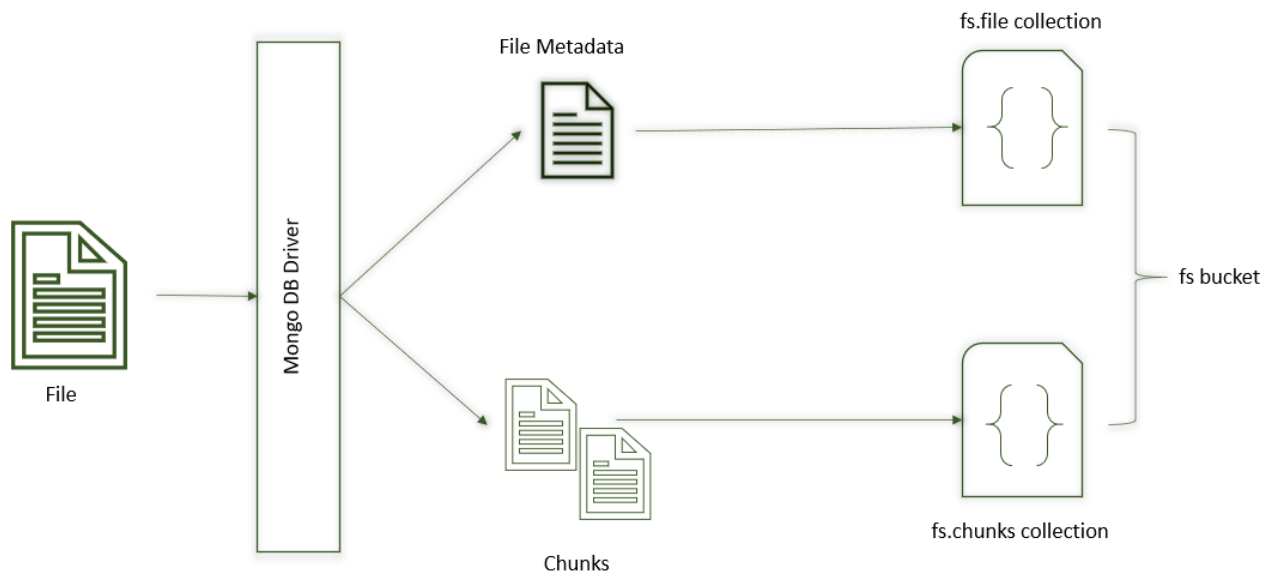 fs.file collection
File Metadata
Mongo DB Driver
fs bucket
File
fs.chunks collection
Chunks